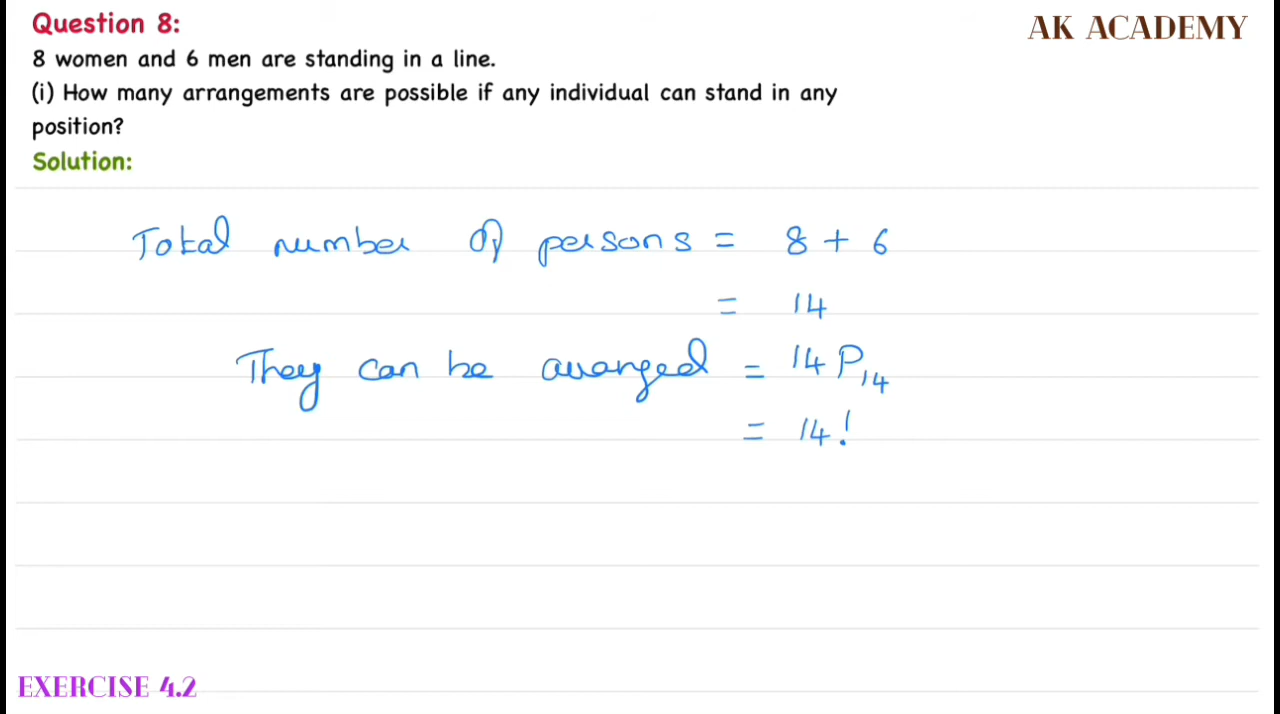 Question 8:
AK ACADEMY
8 women and 6 men are standing in a line.
(i) How many arrangements are possible if any individual can stand in any
position?
Solution:
Total number of persons = 8 + 6
= 14
They can be arranged = 14P₁₄
= 14!
EXERCISE 4.2